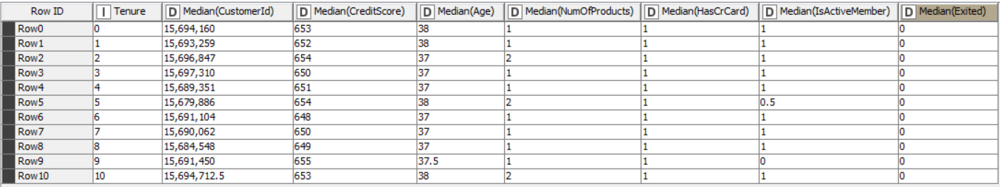 Row ID I Tenure D Median(CustomerId) D Median(CreditScore) D Median(Age) D Median(NumOfProducts) D Median(HasCrCard) D Median(IsActiveMember) D Median(Exited)
Row0 0 15,694,160 653 38 1 1 1 0
Row1 1 15,693,259 652 38 1 1 1 0
Row2 2 15,696,847 654 37 2 1 1 0
Row3 3 15,697,310 650 37 1 1 1 0
Row4 4 15,689,351 651 37 1 1 1 0
Row5 5 15,679,886 654 38 2 1 0.5 0
Row6 6 15,691,104 648 37 1 1 1 0
Row7 7 15,690,062 650 37 1 1 1 0
Row8 8 15,684,548 649 37 1 1 1 0
Row9 9 15,691,450 655 37.5 1 1 0 0
Row10 10 15,694,712.5 653 38 2 1 1 0